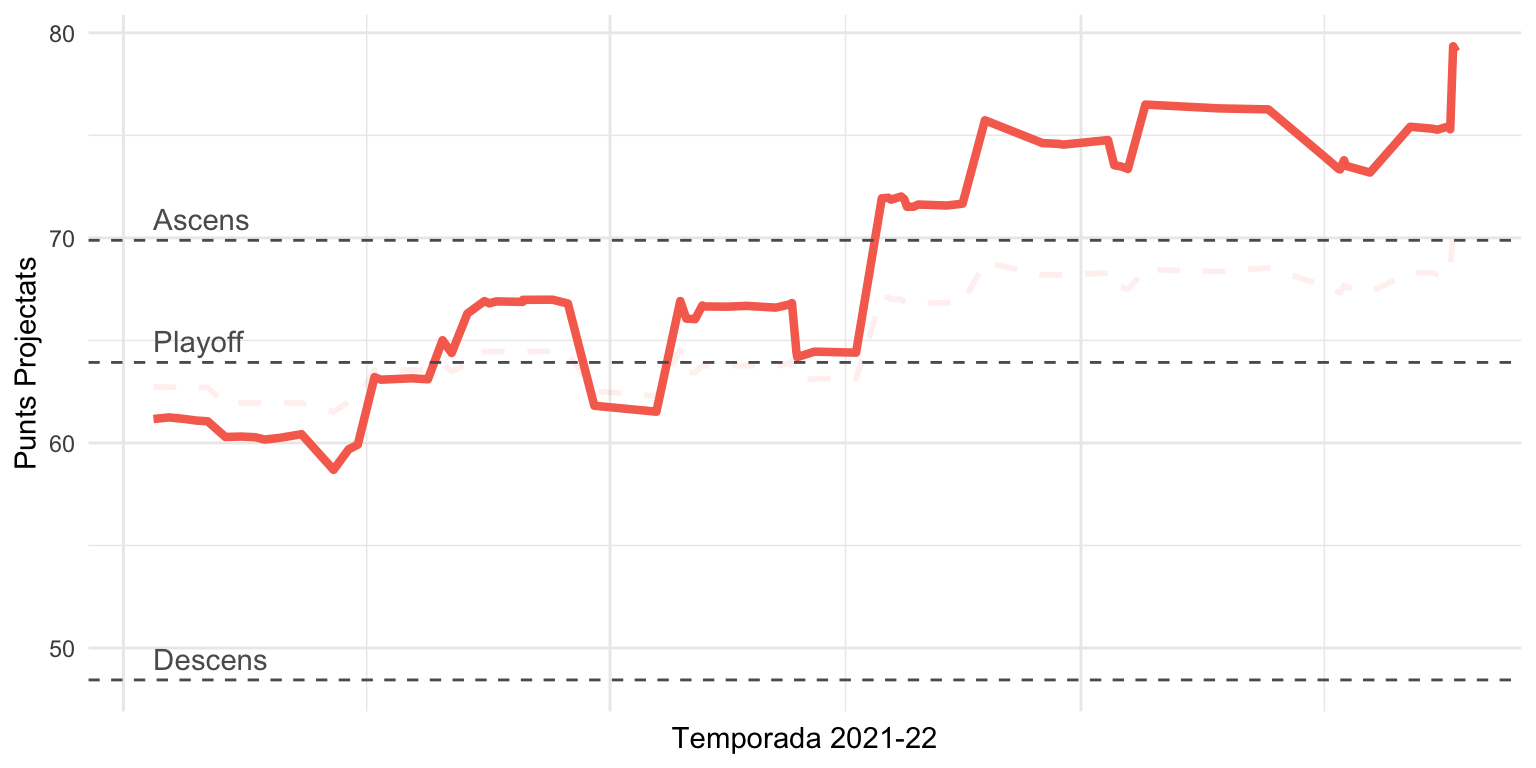 80
70
60
50
Punts Projectats
Ascens
Playoff
Descens
Temporada 2021-22